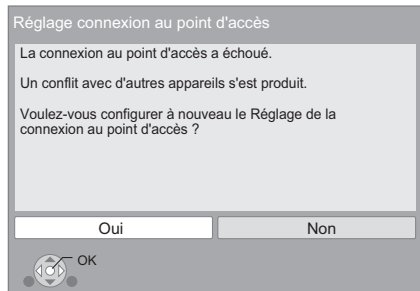 Réglage connexion au point d'accès
La connexion au point d'accès a échoué.
Un conflit avec d'autres appareils s'est produit.
Voulez-vous configurer à nouveau le Réglage de la
connexion au point d'accès ?
Oui
Non
OK